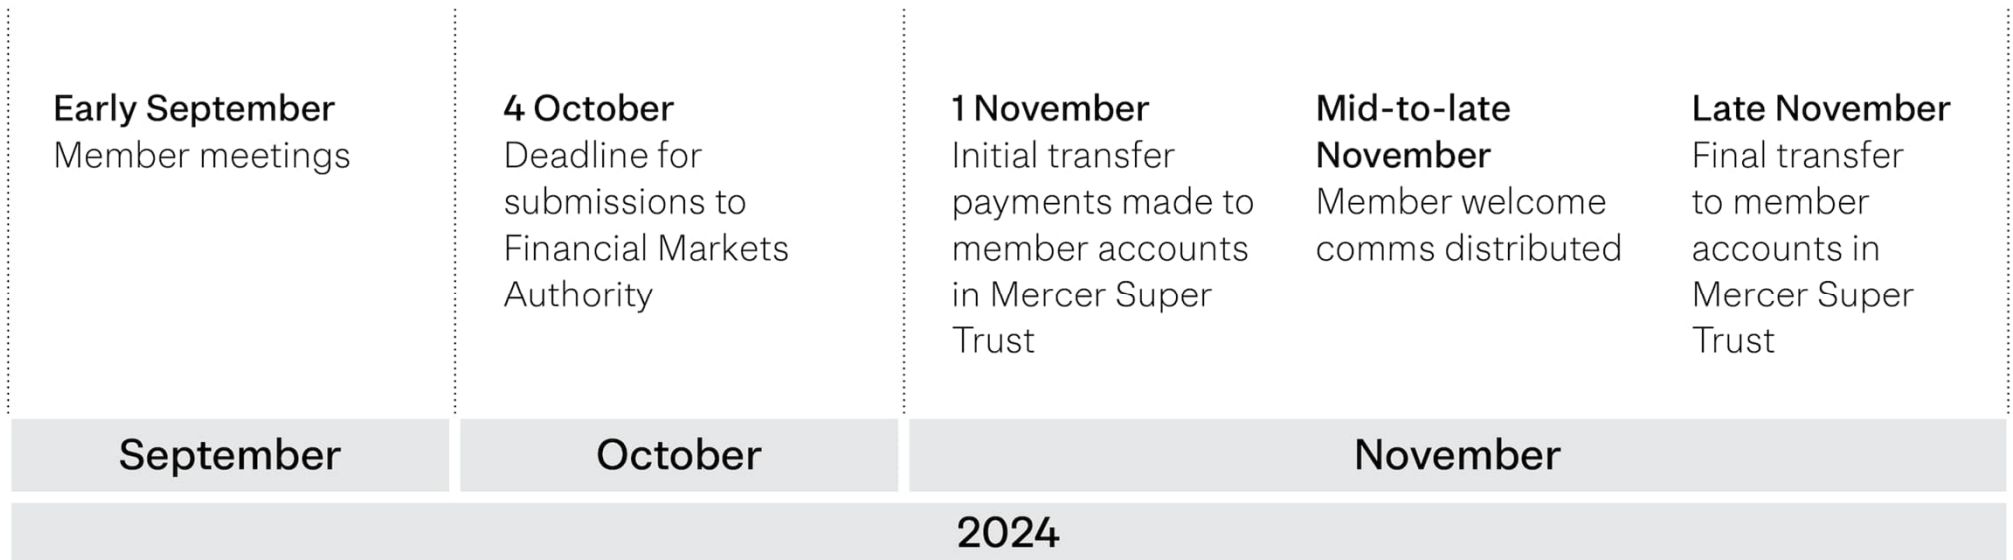 Early September
Member meetings
4 October
Deadline for
submissions to
Financial Markets
Authority
1 November
Initial transfer
payments made to
member accounts
in Mercer Super
Trust
Mid-to-late
November
Member welcome
comms distributed
Late November
Final transfer
to member
accounts in
Mercer Super
Trust
September
October
November
2024